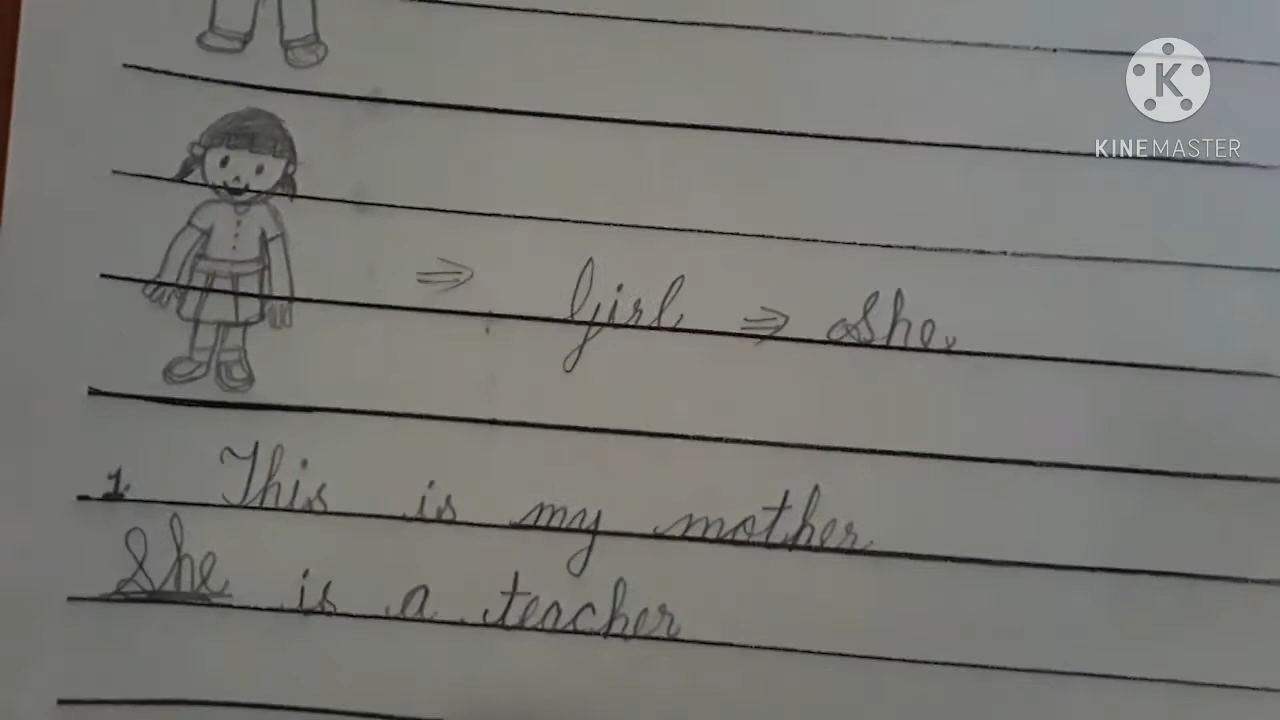 K
KINEMASTER
⇒ Girl ⇒ She.
1. This is my mother
She is a teacher